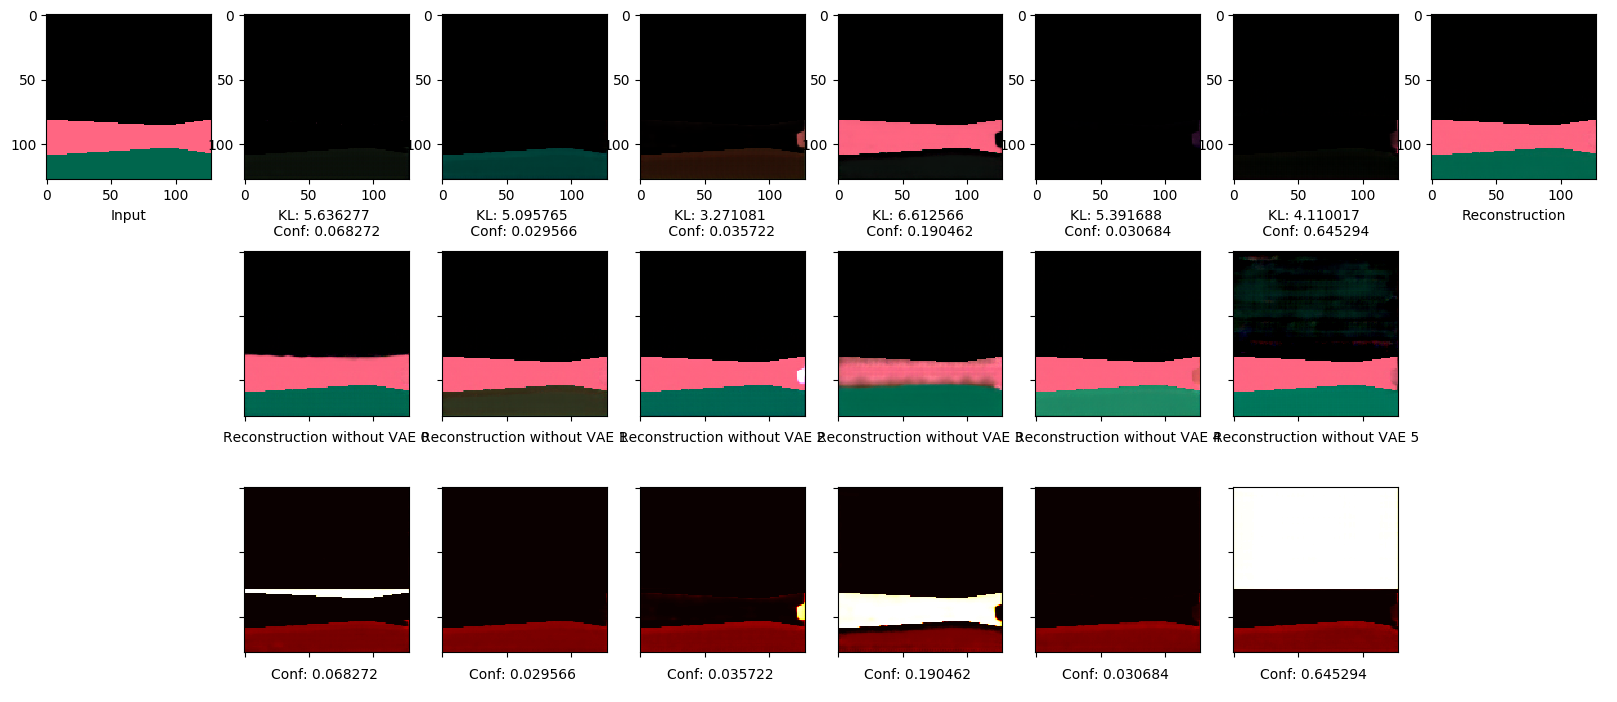 0 0 0 0 0 0 0 0
50 50 50 50 50 50 50 50
100 100 100 100 100 100 100 100
0 50 100 0 50 100 0 50 100 0 50 100 0 50 100 0 50 100 0 50 100 0 50 100
Input KL: 5.636277 KL: 5.095765 KL: 3.271081 KL: 6.612566 KL: 5.391688 KL: 4.110017 Reconstruction
Conf: 0.068272 Conf: 0.029566 Conf: 0.035722 Conf: 0.190462 Conf: 0.030684 Conf: 0.645294
Reconstruction without VAE 0 Reconstruction without VAE 1 Reconstruction without VAE 2 Reconstruction without VAE 3 Reconstruction without VAE 4 Reconstruction without VAE 5
Conf: 0.068272 Conf: 0.029566 Conf: 0.035722 Conf: 0.190462 Conf: 0.030684 Conf: 0.645294